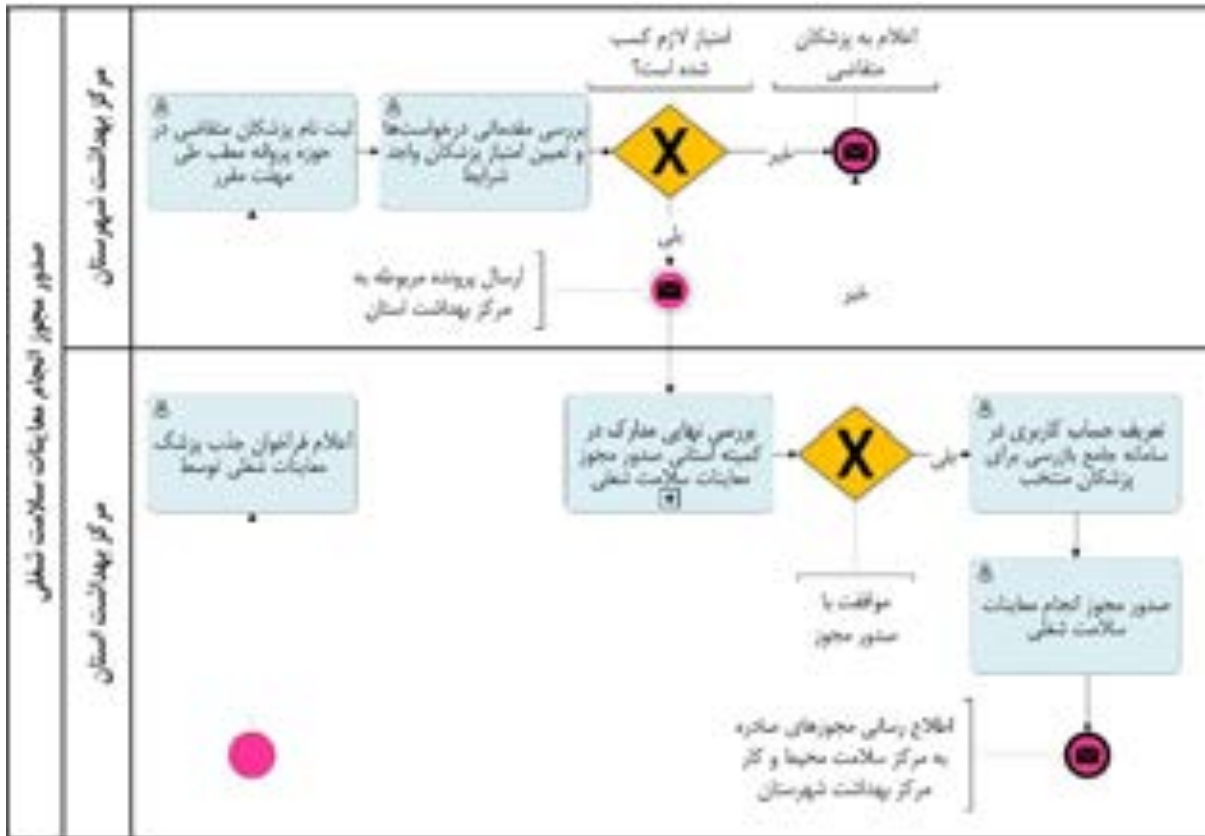 صدور مجوز انجام معاینات سلامت شغلی
مرکز بهداشت شهرستان
ثبت نام پزشکان متقاضی در
حوزه پروانه مطب طی
مهلت مقرر
بررسی مقدماتی درخواست‌ها
و تعیین امتیاز پزشکان واجد
شرایط
امتیاز لازم کسب
شده است؟
خیر
اعلام به پزشکان
متقاضی
بلی
ارسال پرونده مربوطه به
مرکز بهداشت استان
خیر
مرکز بهداشت استان
اعلام فراخوان جذب پزشک
معاینات شغلی توسط
بررسی نهایی مدارک در
کمیته استانی صدور مجوز
معاینات سلامت شغلی
موافقت با
صدور مجوز
بلی
تعریف حساب کاربری در
سامانه جامع بازرسی برای
پزشکان منتخب
صدور مجوز انجام معاینات
سلامت شغلی
اطلاع رسانی مجوزهای صادره
به مرکز سلامت محیط و کار
مرکز بهداشت شهرستان